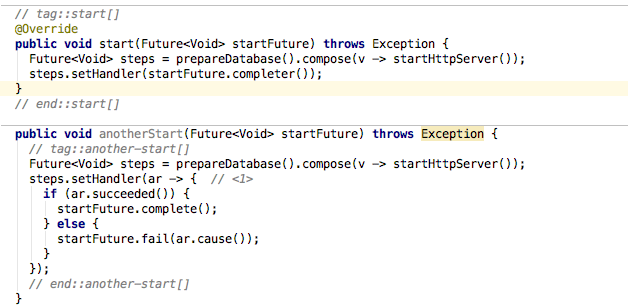 // tag::start[]
@Override
public void start(Future<Void> startFuture) throws Exception {
  Future<Void> steps = prepareDatabase().compose(v -> startHttpServer());
  steps.setHandler(startFuture.completer());
}
// end::start[]
public void anotherStart(Future<Void> startFuture) throws Exception {
  // tag::another-start[]
  Future<Void> steps = prepareDatabase().compose(v -> startHttpServer());
  steps.setHandler(ar -> {  // <1>
    if (ar.succeeded()) {
      startFuture.complete();
    } else {
      startFuture.fail(ar.cause());
    }
  });
  // end::another-start[]
}